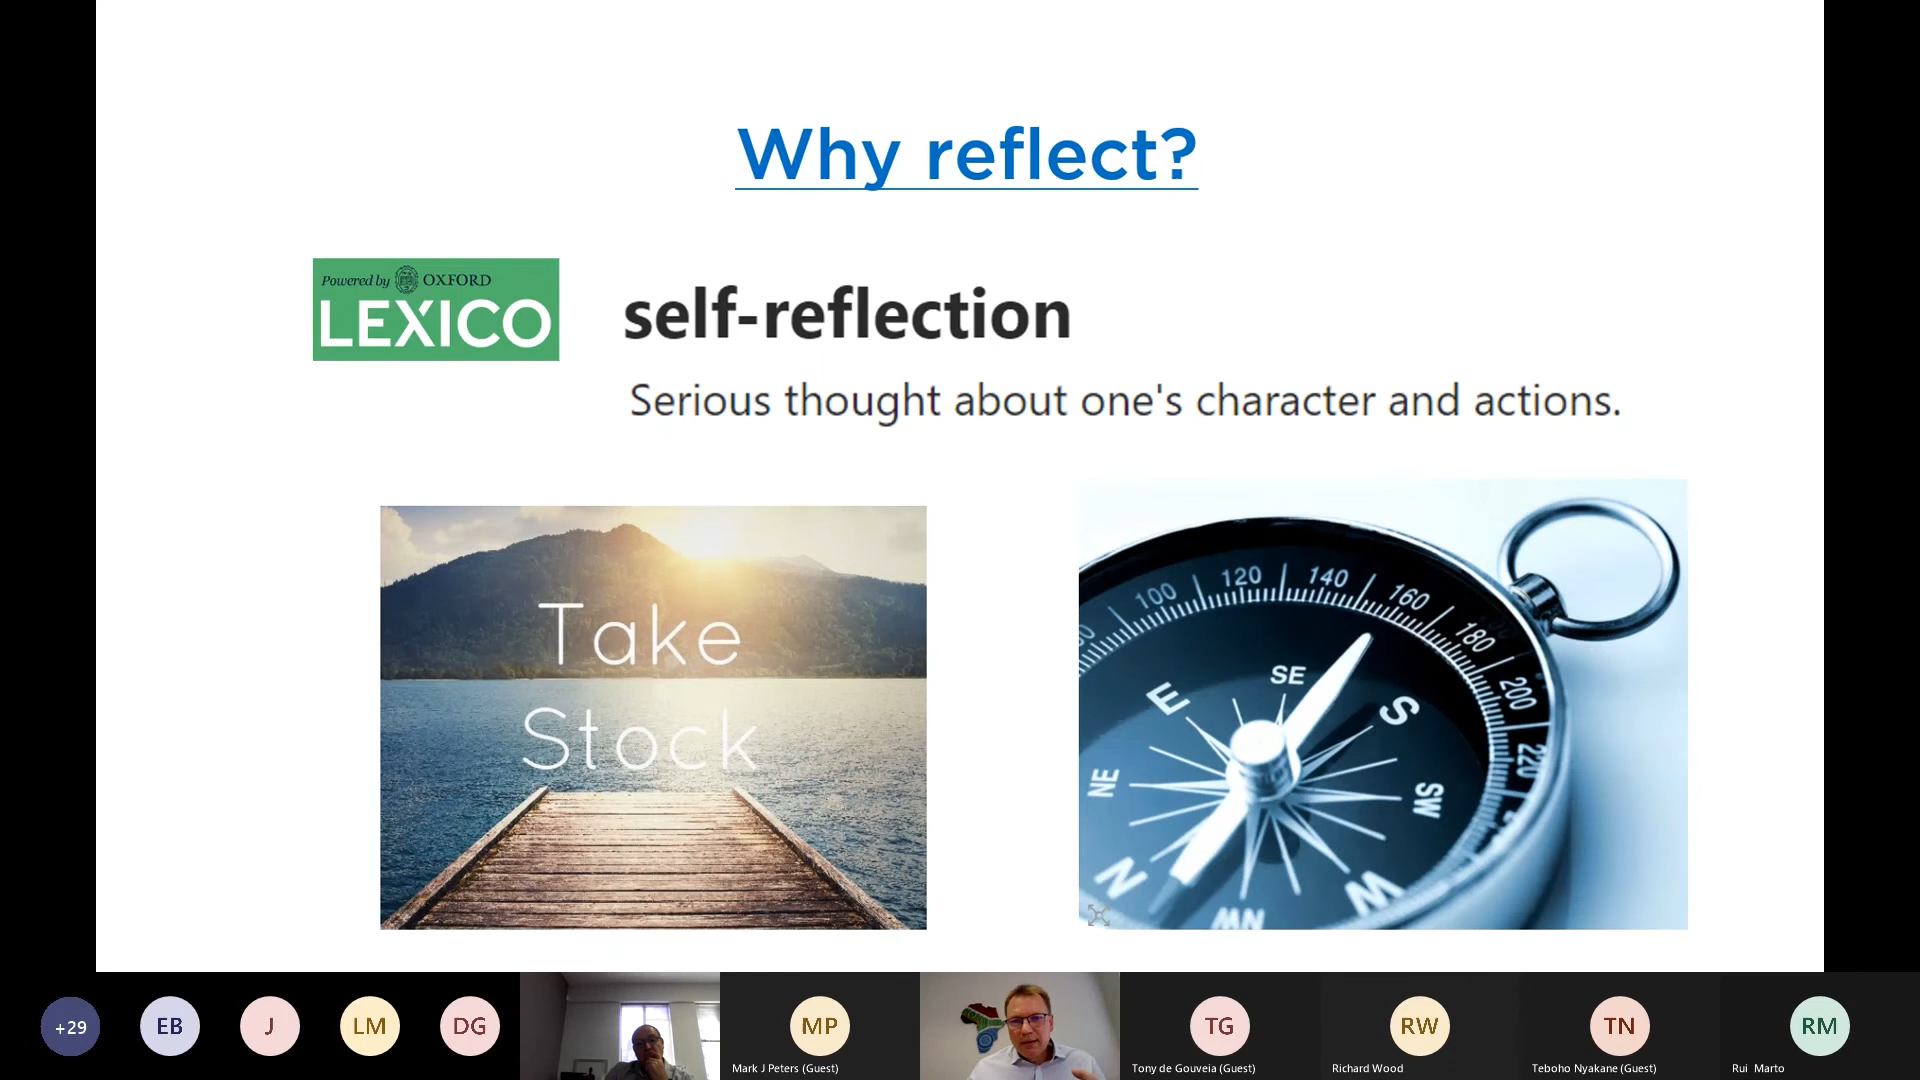 Why reflect?
Powered by OXFORD
LEXICO
self-reflection
Serious thought about one's character and actions.
Take
Stock
100
120
140
160
180
200
220
SE
E
S
NE
SW
N
W
NW
+29
EB
J
LM
DG
MP
Mark J Peters (Guest)
TG
Tony de Gouveia (Guest)
RW
Richard Wood
TN
Teboho Nyakane (Guest)
RM
Rui Marto